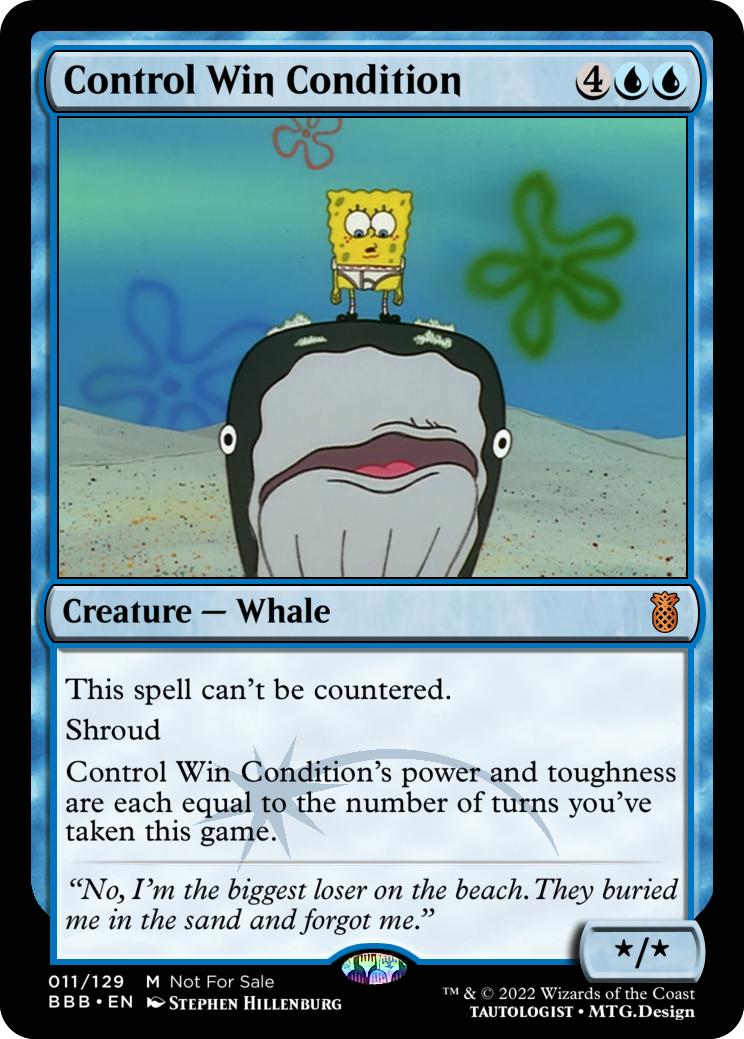 Control Win Condition 4
Creature — Whale
This spell can't be countered.
Shroud
Control Win Condition's power and toughness
are each equal to the number of turns you've
taken this game.
"No, I'm the biggest loser on the beach. They buried
me in the sand and forgot me."
★/★
011/129 M Not For Sale
BBB • EN Stephen Hillenburg
™ & © 2022 Wizards of the Coast
TAUTOLOGIST • MTG.Design